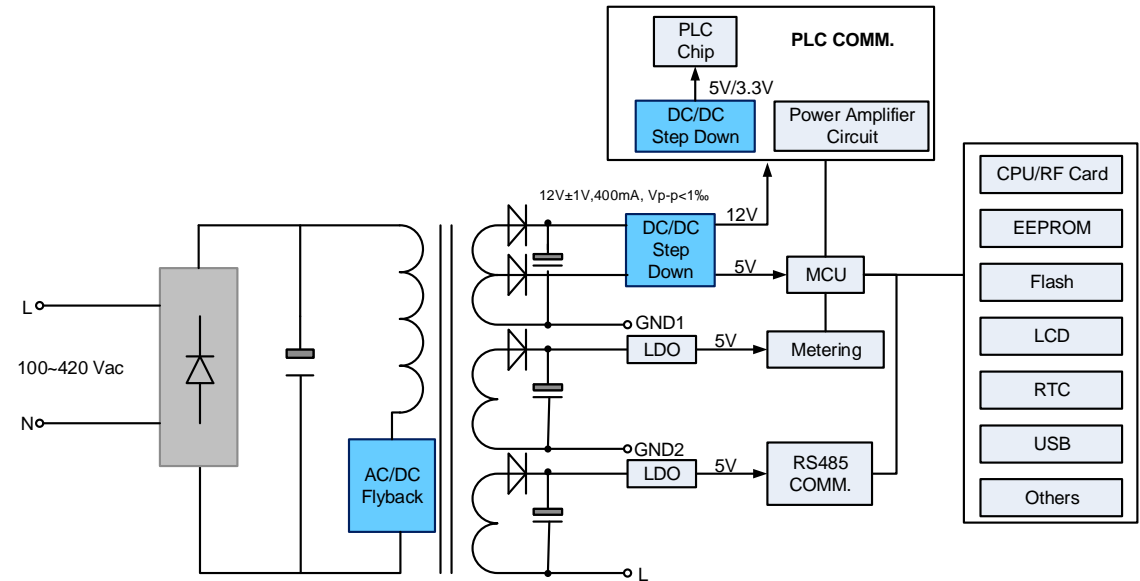 PLC
Chip
PLC COMM.
5V/3.3V
DC/DC
Step Down
Power Amplifier
Circuit
12V±1V,400mA, Vp-p<1‰
12V
DC/DC
Step
Down
5V
MCU
GND1
LDO
5V
Metering
GND2
LDO
5V
RS485
COMM.
L
L
100~420 Vac
N
AC/DC
Flyback
CPU/RF Card
EEPROM
Flash
LCD
RTC
USB
Others